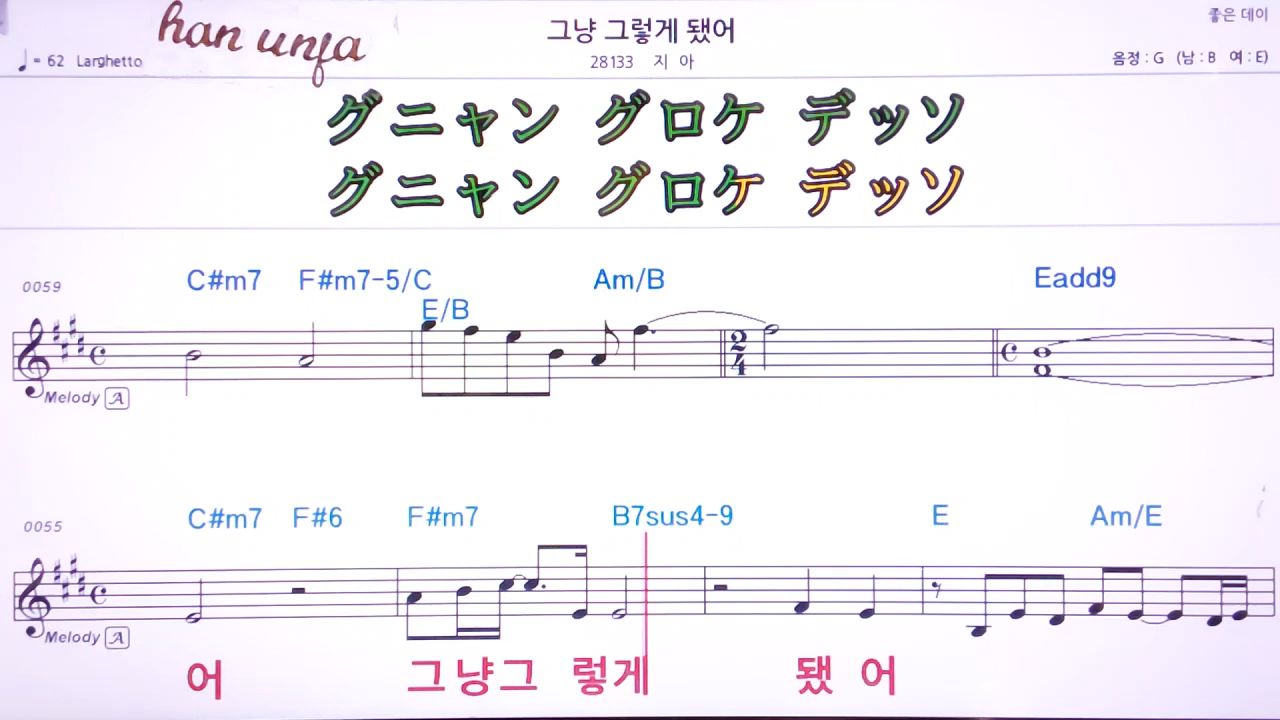 han unfa
그냥 그렇게 됐어
좋은 데이
♩= 62 Larghetto
28133 지 아
음정 : G (남 : B 여 : E)
グニャン グロケ デッソ
グニャン グロケ デッソ
0059
C#m7 F#m7-5/C E/B Am/B Eadd9
2/4
Melody A
0055
C#m7 F#6 F#m7 B7sus4-9 E Am/E
Melody A
어 그냥그 렇게 됐 어